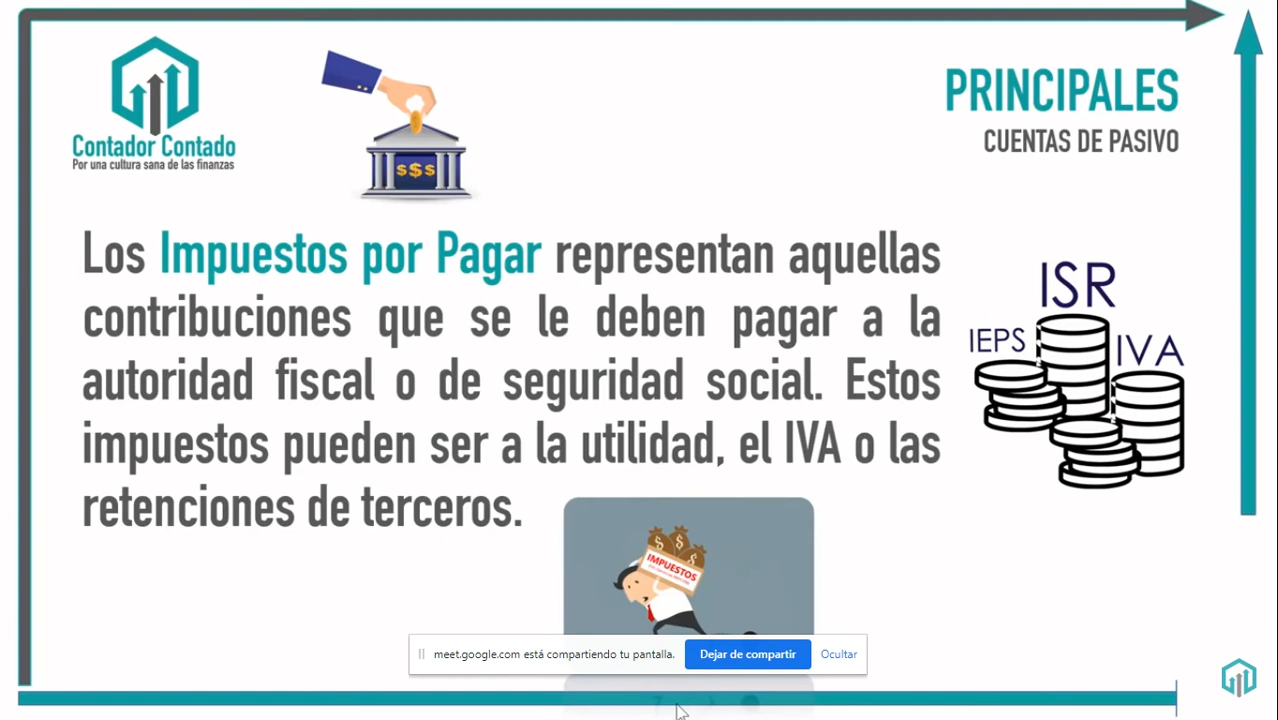 Contador Contado
Por una cultura sana de las finanzas
$$$
PRINCIPALES
CUENTAS DE PASIVO
Los Impuestos por Pagar representan aquellas
contribuciones que se le deben pagar a la
autoridad fiscal o de seguridad social. Estos
impuestos pueden ser a la utilidad, el IVA o las
retenciones de terceros.
ISR
IEPS
IVA
$ $ $
IMPUESTOS
meet.google.com está compartiendo tu pantalla.
Dejar de compartir
Ocultar